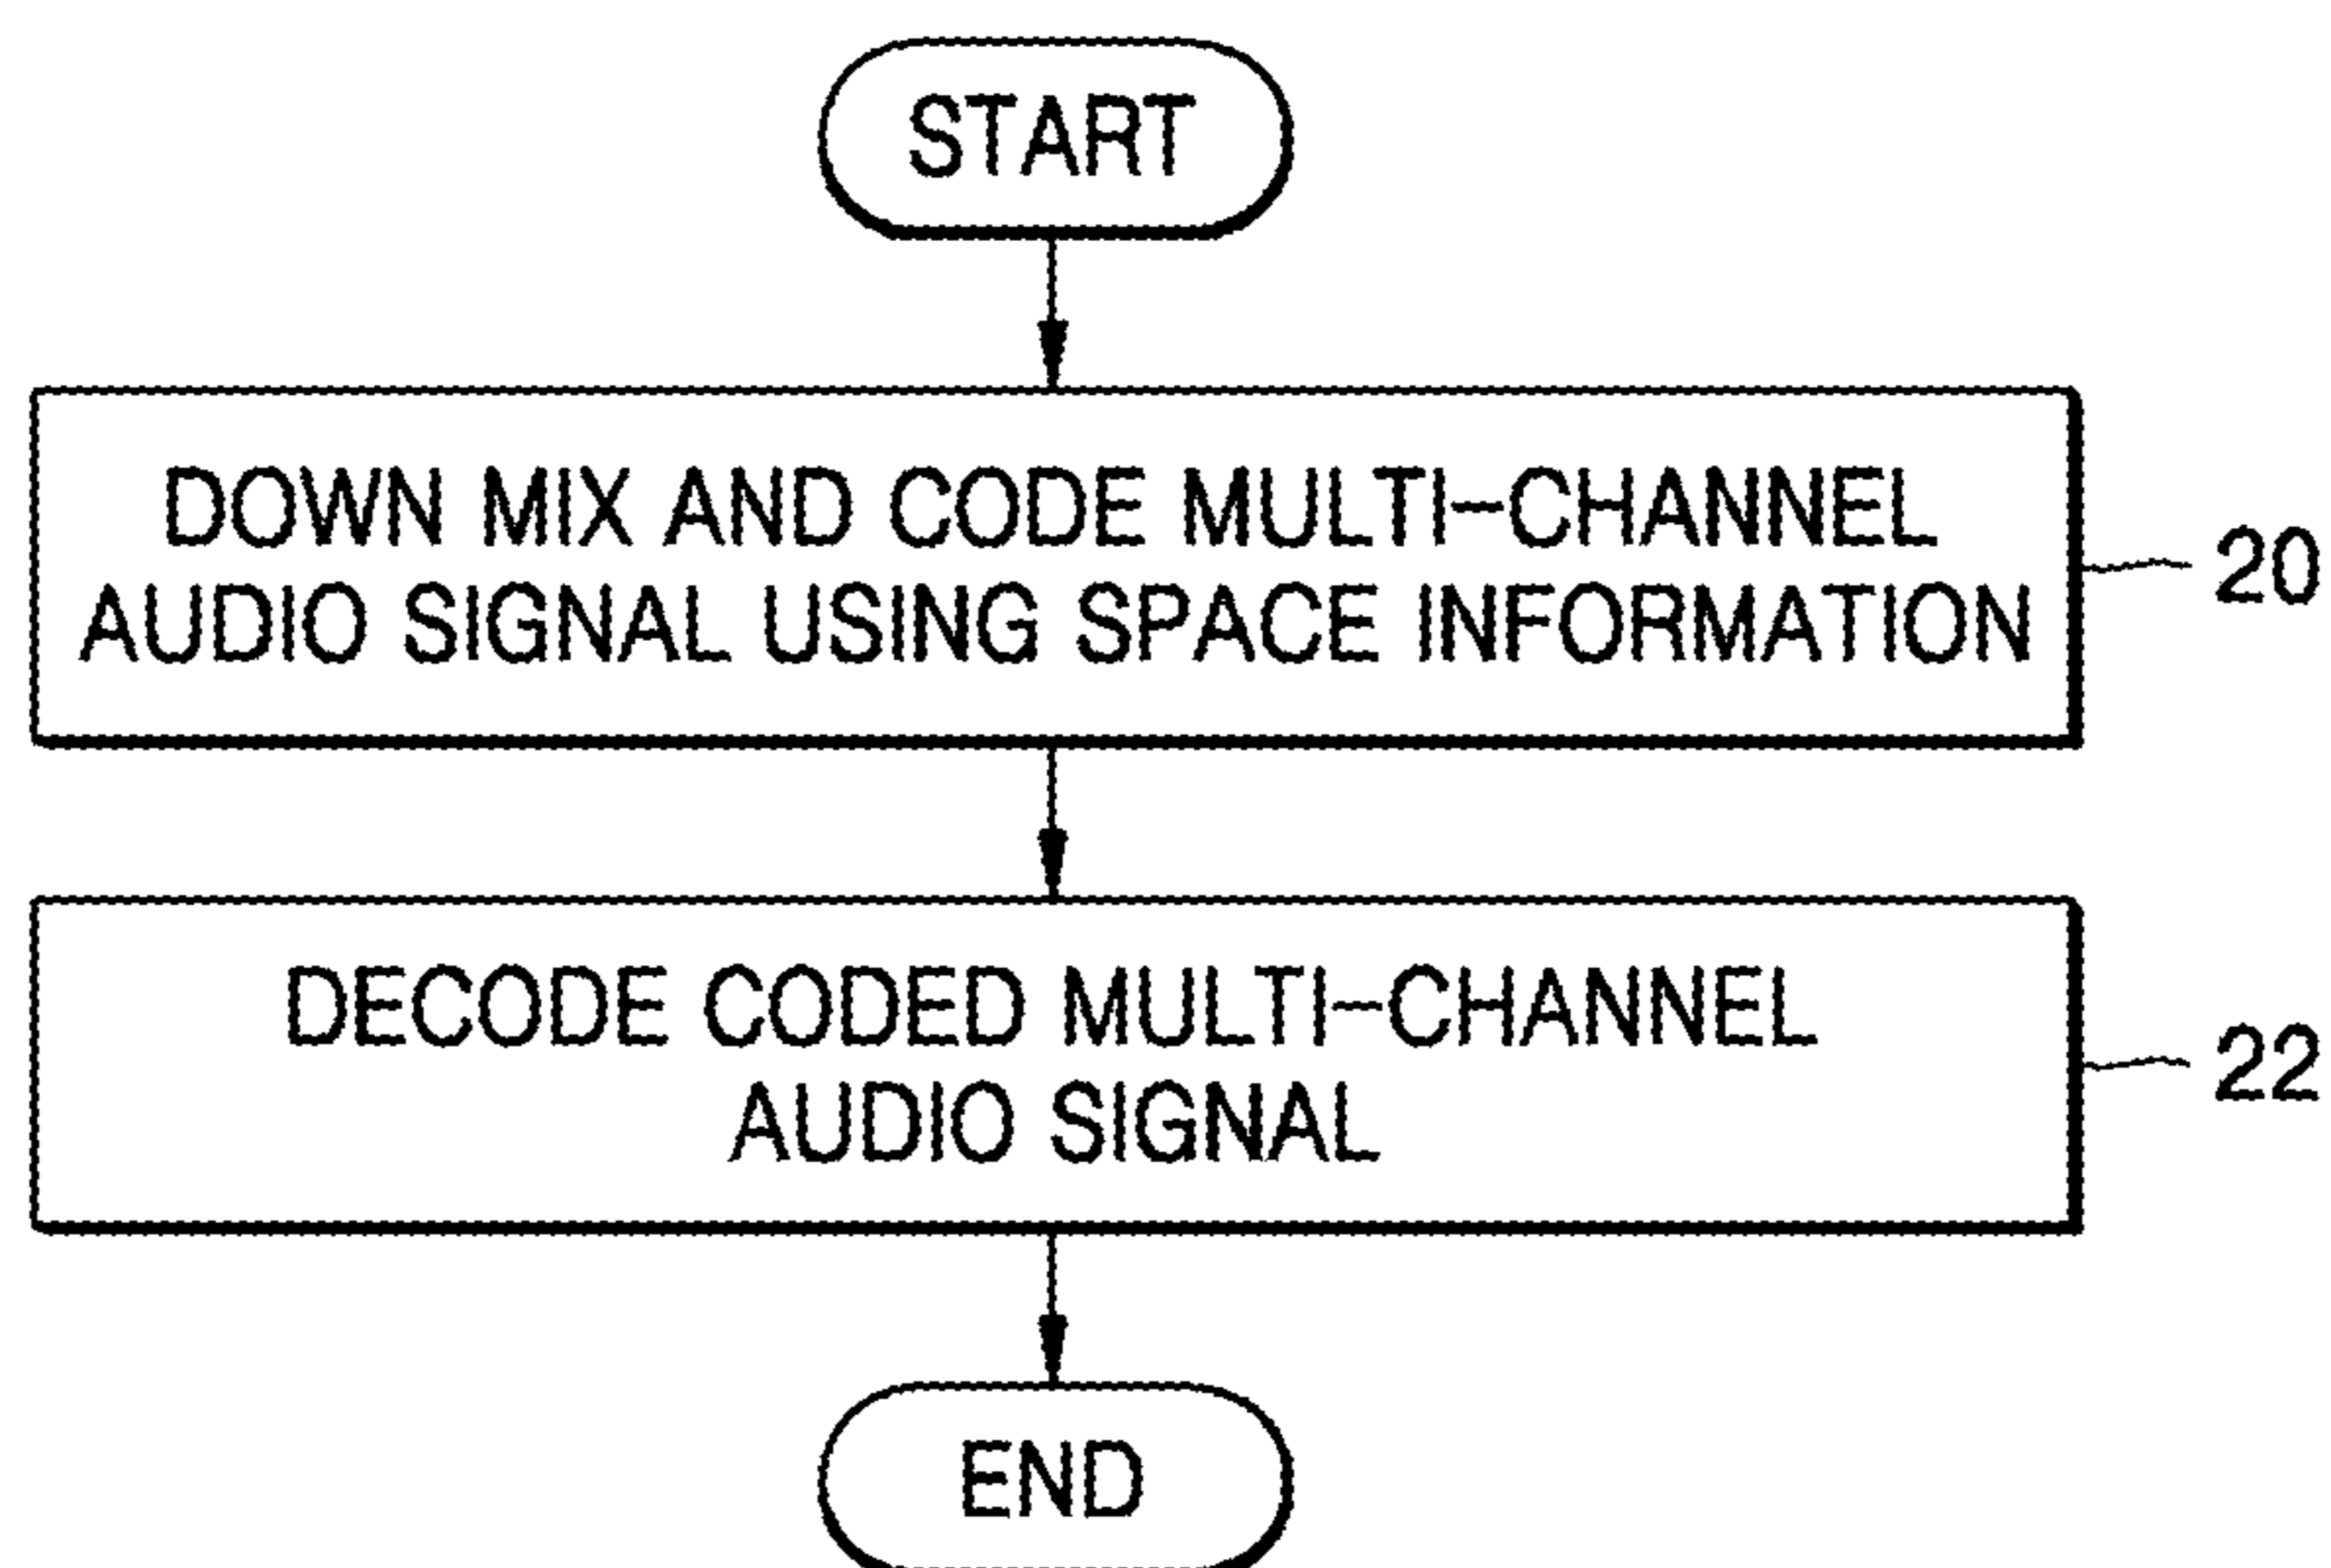 START
DOWN MIX AND CODE MULTI-CHANNEL
AUDIO SIGNAL USING SPACE INFORMATION
20
DECODE CODED MULTI-CHANNEL
AUDIO SIGNAL
22
END